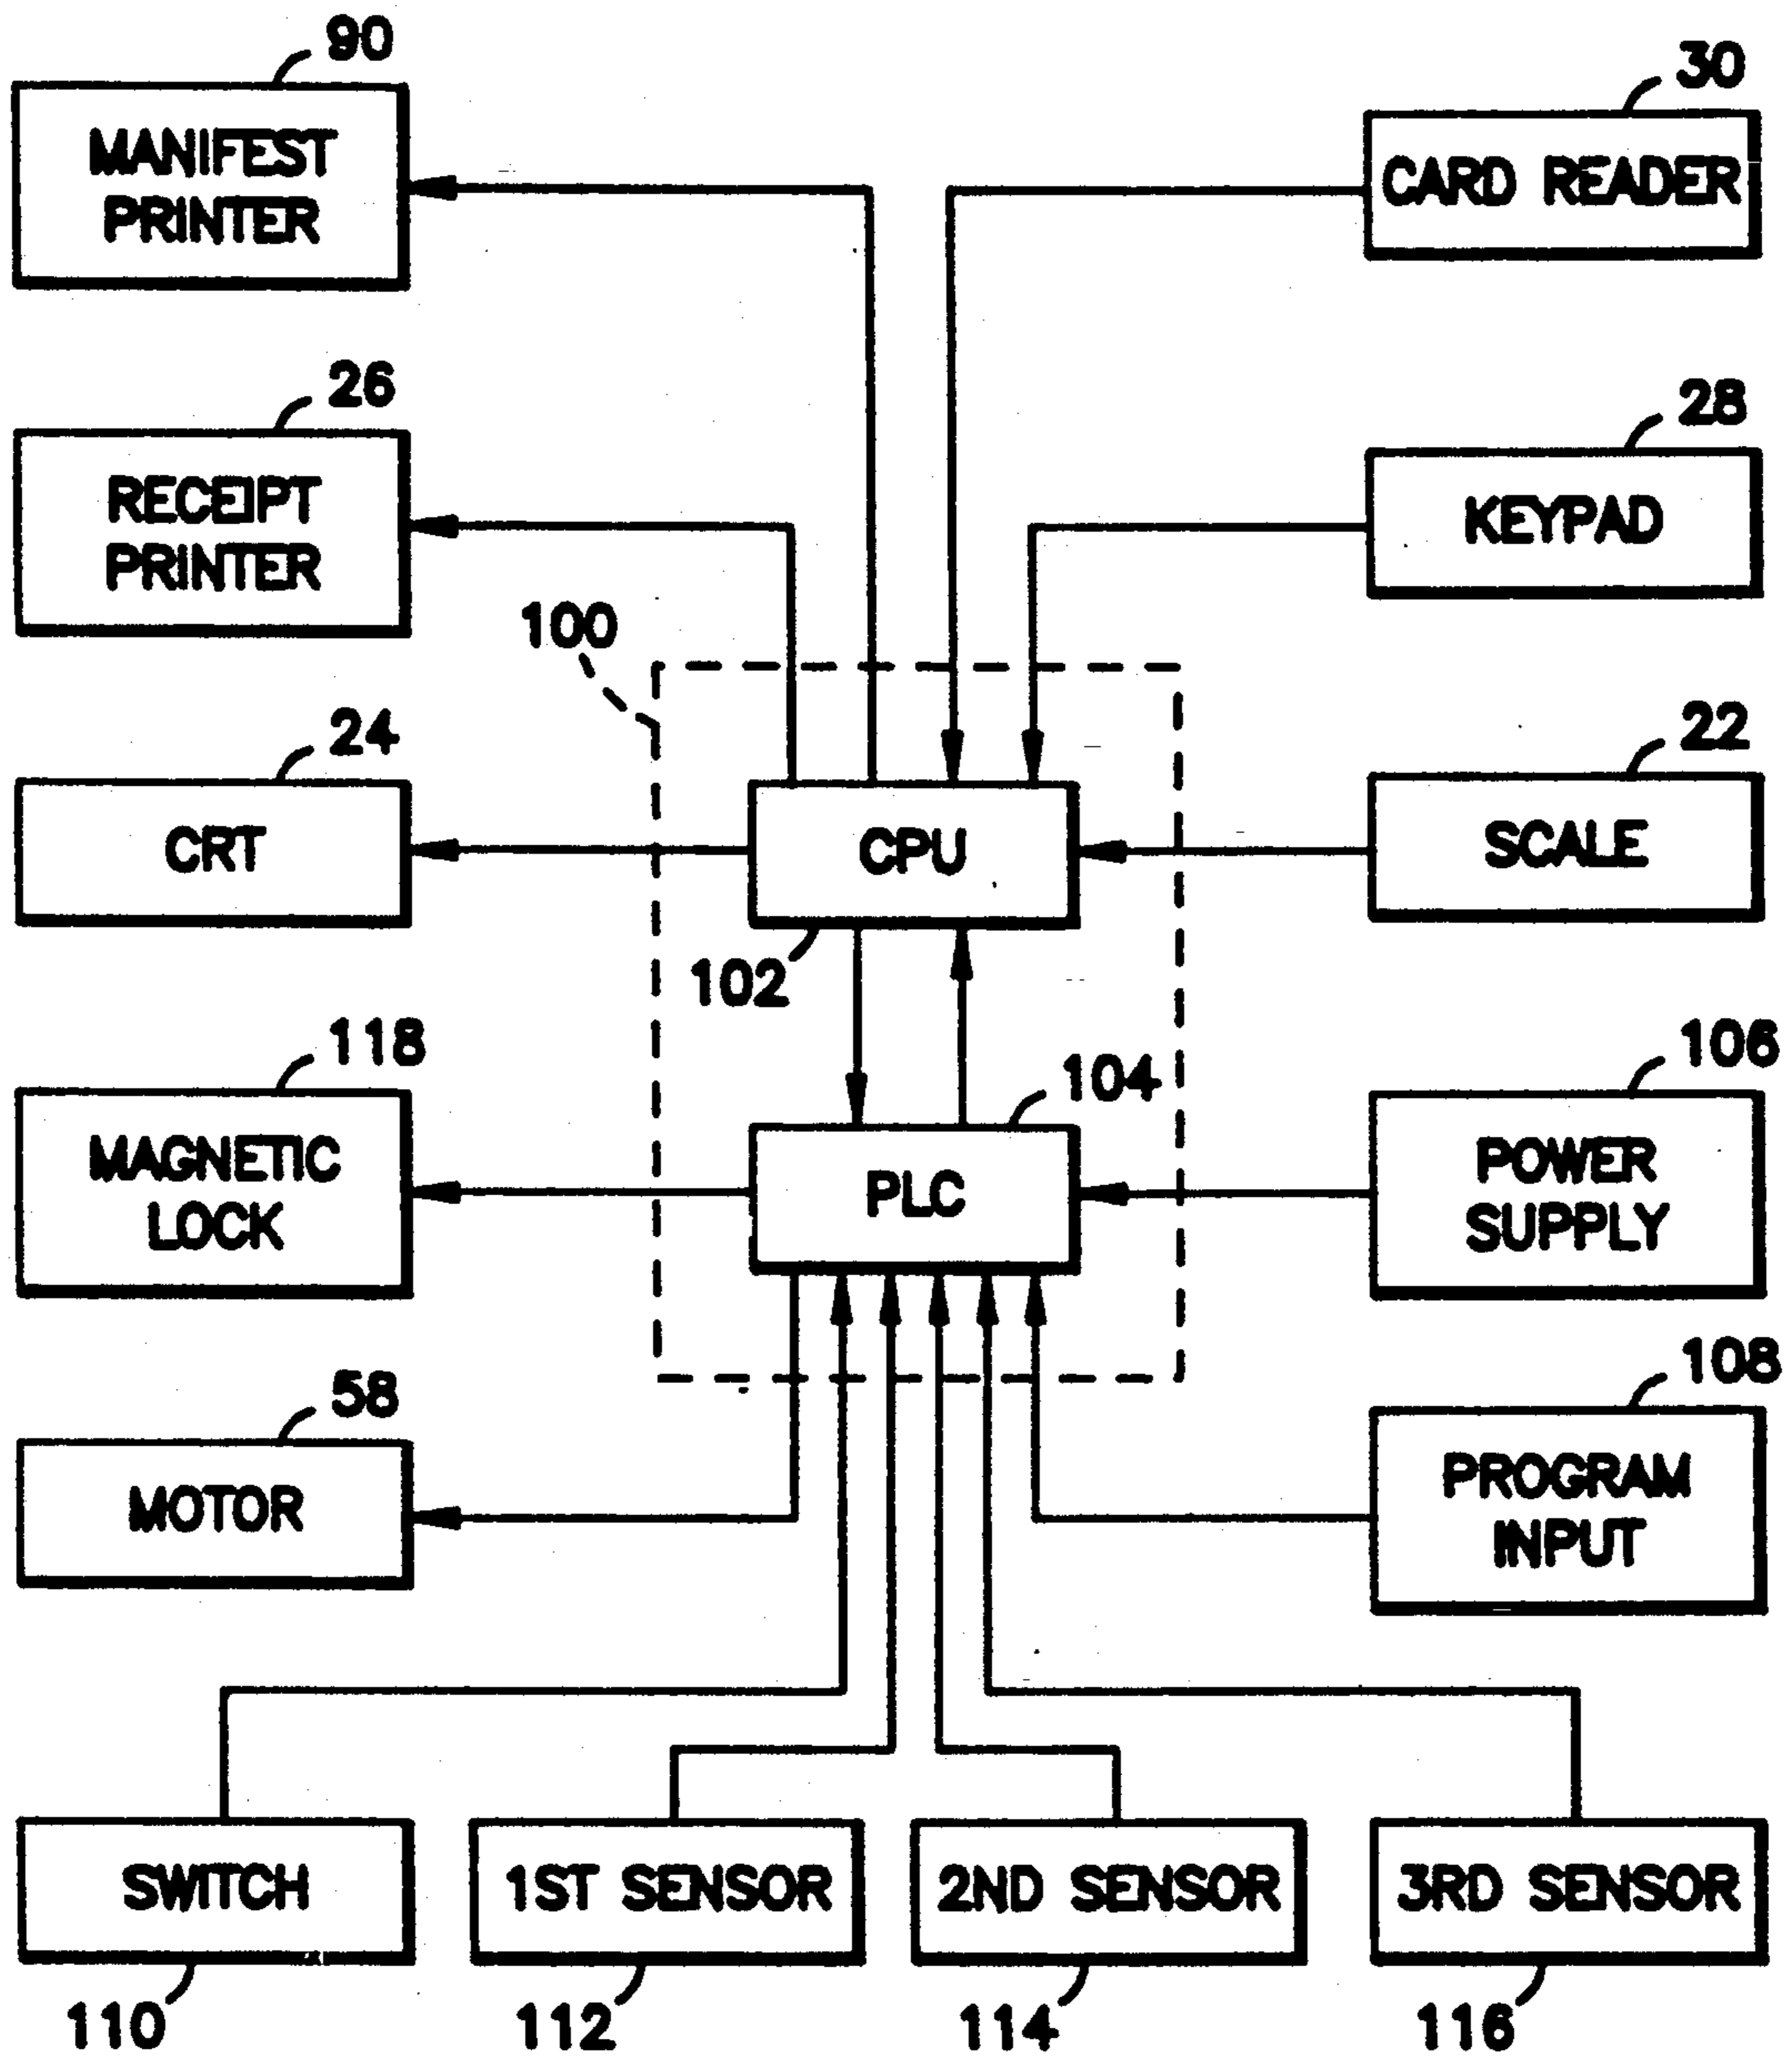 90
MANIFEST
PRINTER
30
CARD READER
26
RECEIPT
PRINTER
28
KEYPAD
100
24
CRT
CPU
102
22
SCALE
118
MAGNETIC
LOCK
104
PLC
106
POWER
SUPPLY
58
MOTOR
108
PROGRAM
INPUT
SWITCH
110
1ST SENSOR
112
2ND SENSOR
114
3RD SENSOR
116